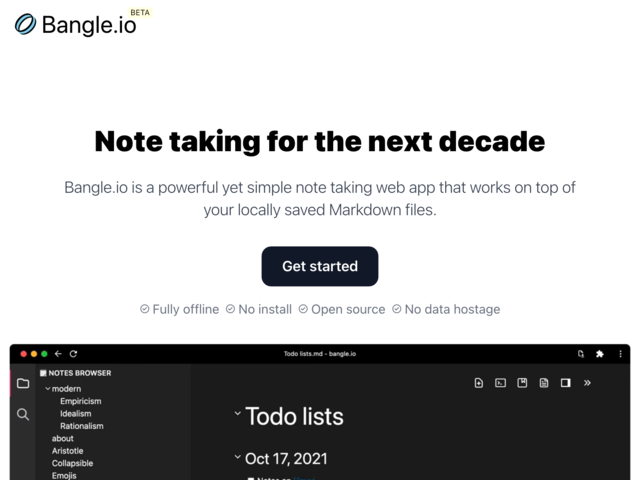 Bangle.io
BETA
Note taking for the next decade
Bangle.io is a powerful yet simple note taking web app that works on top of
your locally saved Markdown files.
Get started
Fully offline No install Open source No data hostage
Todo lists.md - bangle.io
NOTES BROWSER
modern
Empiricism
Idealism
Rationalism
about
Aristotle
Collapsible
Emojis
Todo lists
Oct 17, 2021
Notes on